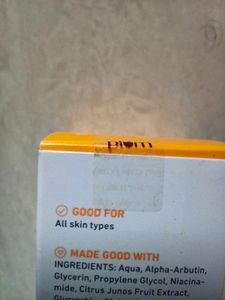 plum
GOOD FOR
All skin types
MADE GOOD WITH
INGREDIENTS: Aqua, Alpha-Arbutin,
Glycerin, Propylene Glycol, Niacina-
mide, Citrus Junos Fruit Extract,